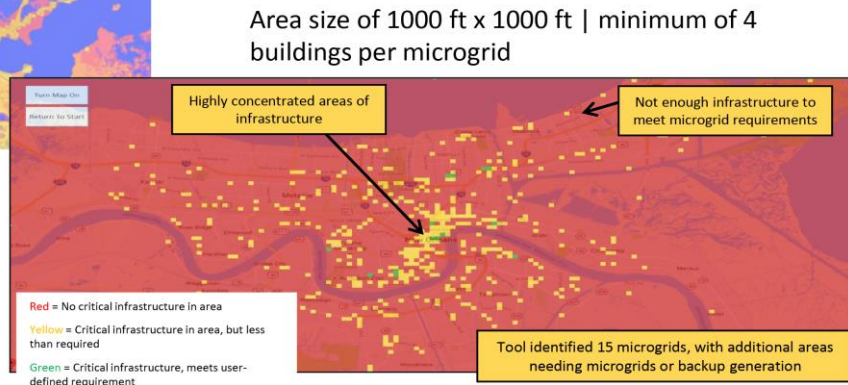 Area size of 1000 ft x 1000 ft | minimum of 4
buildings per microgrid
Turn Map On
Return To Start
Highly concentrated areas of
infrastructure
Not enough infrastructure to
meet microgrid requirements
Red = No critical infrastructure in area
Yellow = Critical infrastructure in area, but less
than required
Green = Critical infrastructure, meets user-
defined requirement
Tool identified 15 microgrids, with additional areas
needing microgrids or backup generation